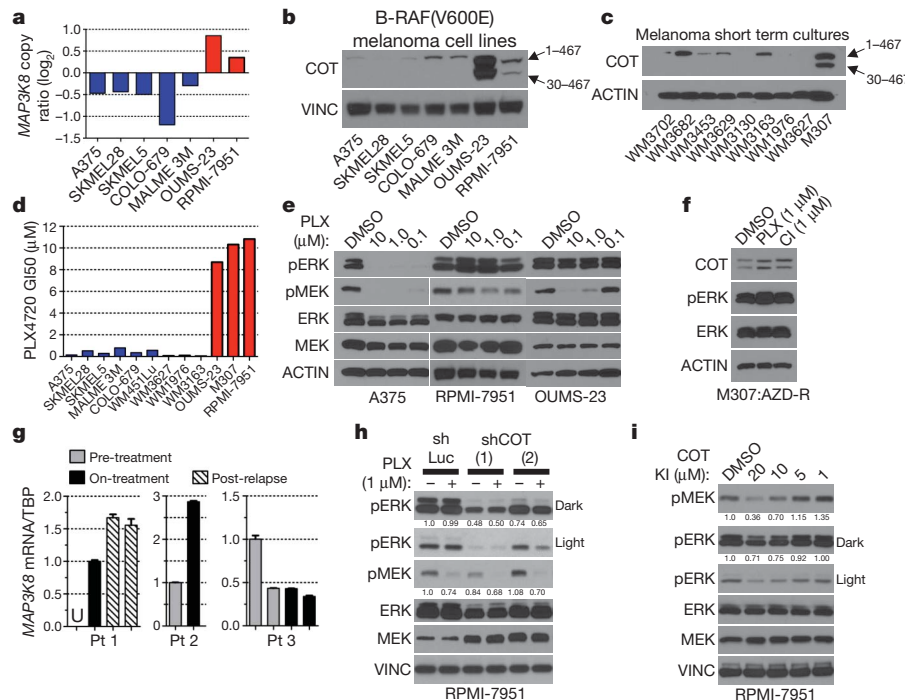 a
MAP3K8 copy
ratio (log2)
1.0
0.5
0.0
−0.5
−1.0
−1.5
A375
SKMEL28
SKMEL5
COLO-679
MALME 3M
OUMS-23
RPMI-7951
b
B-RAF(V600E)
melanoma cell lines
COT
VINC
1–467
30–467
A375
SKMEL28
SKMEL5
COLO-679
MALME 3M
OUMS-23
RPMI-7951
c
Melanoma short term cultures
COT
ACTIN
1–467
30–467
WM3702
WM3682
WM3453
WM3629
WM3130
WM3163
WM1976
WM3627
M307
d
PLX4720 GI50 (μM)
12
10
8
6
4
2
0
A375
SKMEL28
SKMEL5
MALME 3M
COLO-679
WM451Lu
WM3627
WM1976
WM3163
OUMS-23
M307
RPMI-7951
e
PLX
(μM):
DMSO 10 1.0 0.1 DMSO 10 1.0 0.1 DMSO 10 1.0 0.1
pERK
pMEK
ERK
MEK
ACTIN
A375 RPMI-7951 OUMS-23
f
DMSO
PLX (1 μM)
CI (1 μM)
COT
pERK
ERK
ACTIN
M307:AZD-R
g
Pre-treatment
On-treatment
Post-relapse
MAP3K8 mRNA/TBP
2.0
1.5
1.0
0.5
0.0
U
Pt 1
3
2
1
0
Pt 2
1.5
1.0
0.5
0.0
Pt 3
h
sh
Luc
shCOT
(1) (2)
PLX
(1 μM):
− + − + − +
pERK Dark
1.0 0.99 0.48 0.50 0.74 0.65
pERK Light
pMEK
1.0 0.74 0.84 0.68 1.08 0.70
ERK
MEK
VINC
RPMI-7951
i
COT
KI (μM):
DMSO 20 10 5 1
pMEK
1.0 0.36 0.70 1.15 1.35
pERK Dark
1.0 0.71 0.75 0.92 1.00
pERK Light
ERK
MEK
VINC
RPMI-7951